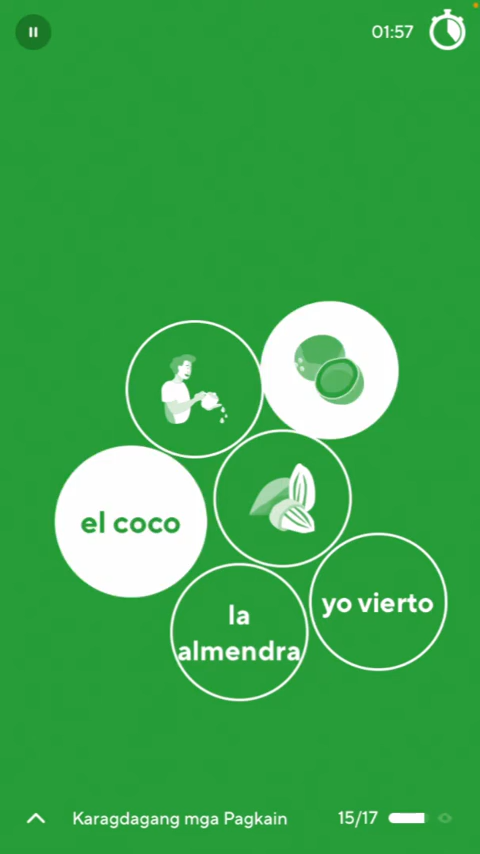 01:57
el coco
yo vierto
la
almendra
Karagdagang mga Pagkain 15/17